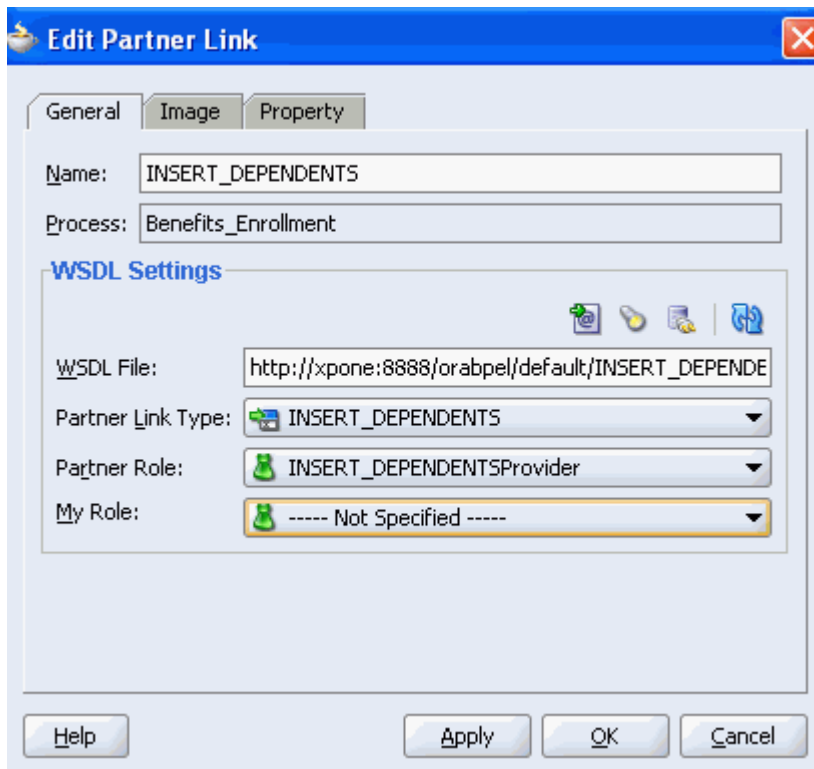 Edit Partner Link
General Image Property
Name: INSERT_DEPENDENTS
Process: Benefits_Enrollment
WSDL Settings
WSDL File: http://xpone:8888/orabpel/default/INSERT_DEPENDE
Partner Link Type: INSERT_DEPENDENTS
Partner Role: INSERT_DEPENDENTSProvider
My Role: ----- Not Specified -----
Help Apply OK Cancel